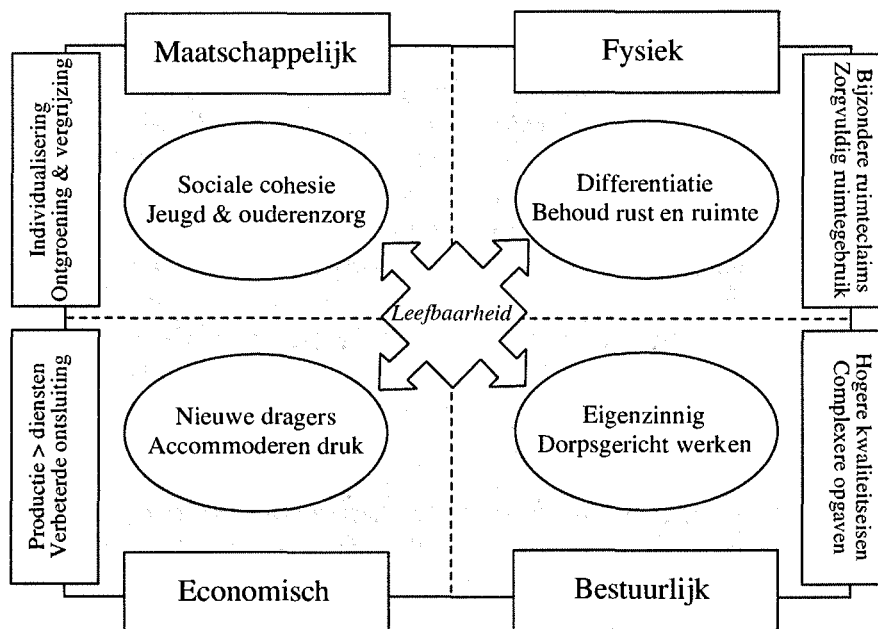 Maatschappelijk
Fysiek
Individualisering
Ontgroening & vergrijzing
Sociale cohesie
Jeugd & ouderenzorg
Differentiatie
Behoud rust en ruimte
Bijzondere ruimteclaims
Zorgvuldig ruimtegebruik
Leefbaarheid
Productie > diensten
Verbeterde ontsluiting
Nieuwe dragers
Accommoderen druk
Eigenzinnig
Dorpsgericht werken
Hogere kwaliteitseisen
Complexere opgaven
Economisch
Bestuurlijk